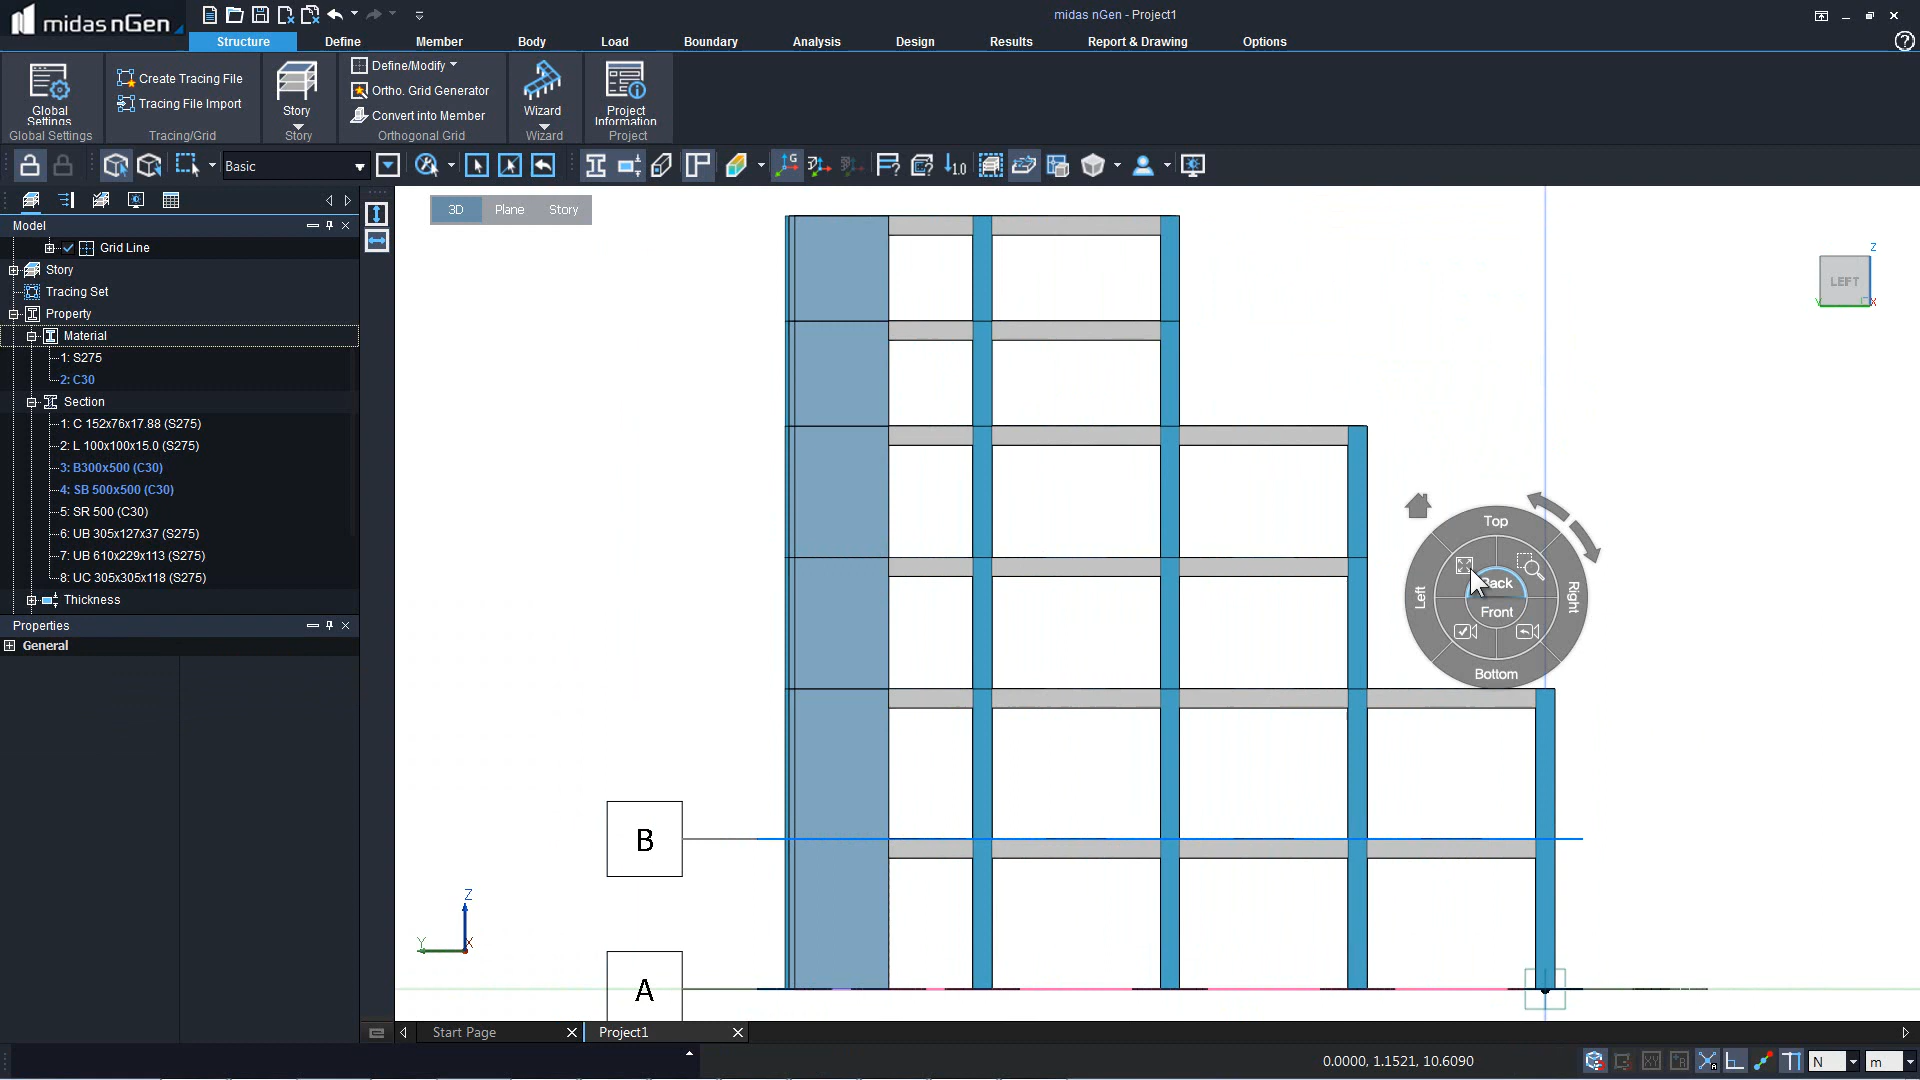 midas nGen
midas nGen - Project1
Structure
Define
Member
Body
Load
Boundary
Analysis
Design
Results
Report & Drawing
Options
Global
Settings
Global Settings
Create Tracing File
Tracing File Import
Tracing/Grid
Story
Story
Define/Modify
Ortho. Grid Generator
Convert into Member
Orthogonal Grid
Wizard
Wizard
Project
Information
Project
Basic
G
1.0
3D
Plane
Story
Model
Grid Line
Story
Tracing Set
Property
Material
1: S275
2: C30
Section
1: C 152x76x17.88 (S275)
2: L 100x100x15.0 (S275)
3: B300x500 (C30)
4: SB 500x500 (C30)
5: SR 500 (C30)
6: UB 305x127x37 (S275)
7: UB 610x229x113 (S275)
8: UC 305x305x118 (S275)
Thickness
Properties
General
Z
LEFT
Y
X
Top
Left
Back
Front
Right
Bottom
B
A
Z
Y
X
Start Page
Project1
0.0000, 1.1521, 10.6090
N
m